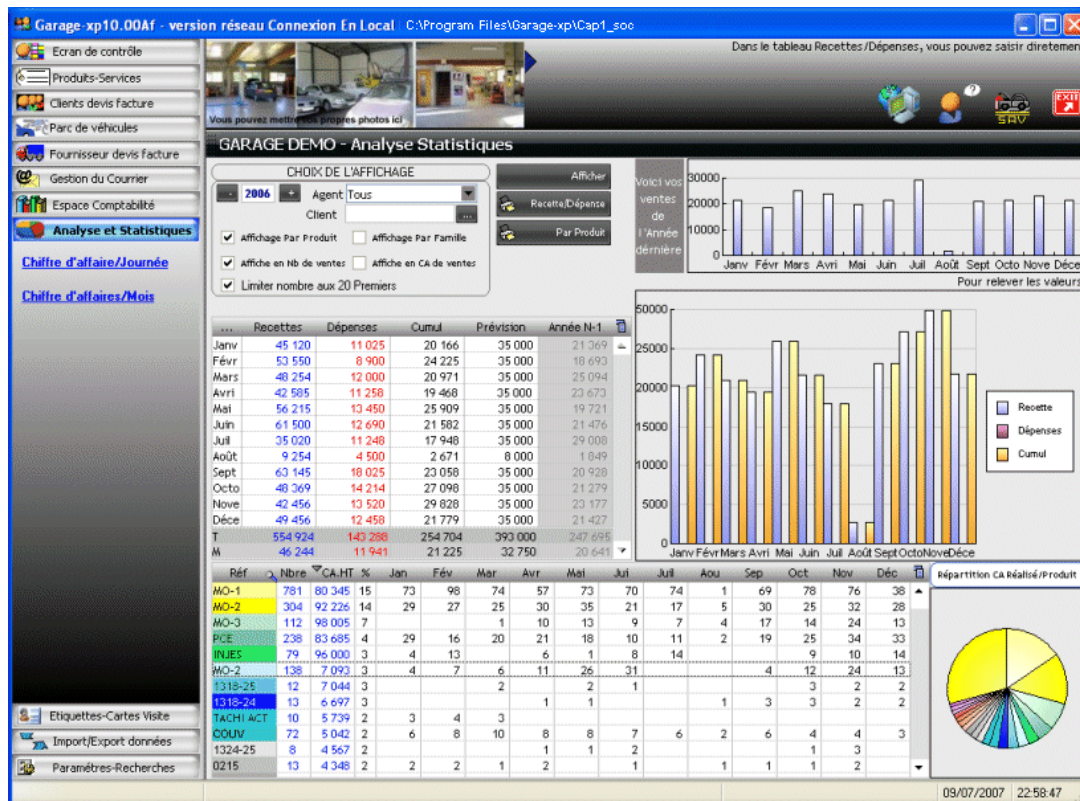 Garage-xp10.00Af - version réseau Connexion En Local C:\Program Files\Garage-xp\Cap1_soc
Ecran de contrôle
Produits-Services
Clients devis facture
Parc de véhicules
Fournisseur devis facture
Gestion du Courrier
Espace Comptabilité
Analyse et Statistiques
Chiffre d'affaire/Journée
Chiffre d'affaires/Mois
Etiquettes-Cartes Visite
Import/Export données
Paramétres-Recherches
Vous pouvez mettre vos propres photos ici
Dans le tableau Recettes/Dépenses, vous pouvez saisir diretemen
SAV
EXIT
GARAGE DEMO - Analyse Statistiques
CHOIX DE L'AFFICHAGE
- 2006 + Agent Tous
Client ...
Affichage Par Produit Affichage Par Famille
Affiche en Nb de ventes Affiche en CA de ventes
Limiter nombre aux 20 Premiers
Afficher
Recette/Dépense
Par Produit
Voici vos
ventes
de
l'Année
dérnière
30000
20000
10000
0
Janv Févr Mars Avri Mai Juin Juil Août Sept Octo Nove Déce
Pour relever les valeurs
... Recettes Dépenses Cumul Prévision Année N-1
Janv 45 120 11 025 20 166 35 000 21 369
Févr 53 550 8 900 24 225 35 000 18 693
Mars 48 254 12 000 20 971 35 000 25 094
Avri 42 585 11 258 19 468 35 000 23 673
Mai 56 215 13 450 25 909 35 000 19 721
Juin 61 500 12 690 21 582 35 000 21 476
Juil 35 020 11 248 17 948 35 000 29 008
Août 9 254 4 500 2 671 8 000 1 849
Sept 63 145 18 025 23 058 35 000 20 928
Octo 48 369 14 214 27 098 35 000 21 279
Nove 42 456 13 520 29 828 35 000 23 177
Déce 49 456 12 458 21 779 35 000 21 427
T 554 924 143 288 254 704 393 000 247 695
M 46 244 11 941 21 225 32 750 20 641
50000
25000
20000
15000
10000
5000
0
Janv Févr Mars Avri Mai Juin Juil Août Sept Octo Nove Déce
Recette
Dépenses
Cumul
Réf Nbre CA.HT % Jan Fév Mar Avr Mai Jui Juil Aou Sep Oct Nov Déc
MO-1 781 80 345 15 73 98 74 57 73 70 74 1 69 78 76 38
MO-2 304 92 226 14 29 27 25 30 35 21 17 5 30 25 32 28
MO-3 112 98 005 7 1 10 13 9 7 4 17 14 24 13
PCE 238 83 685 4 29 16 20 21 18 10 11 2 19 25 34 33
INJES 79 96 000 3 4 13 6 1 8 14 9 10 14
MO-2 138 7 093 3 4 7 6 11 26 31 4 12 24 13
1318-25 12 7 044 3 2 2 1 3 2 2
1318-24 13 6 697 3 1 1 1 3 3 2 2
TACHI ACT 10 5 739 2 3 4 3
COUV 72 5 042 2 6 8 10 8 8 7 6 2 6 4 4 3
1324-25 8 4 567 2 1 1 2 1 3
0215 13 4 348 2 2 2 1 2 1 1 1 1 2
Répartition CA Réalisé/Produit
09/07/2007 22:58:47